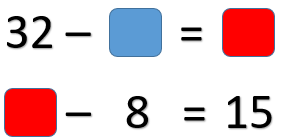 32 – =
– 8 = 15